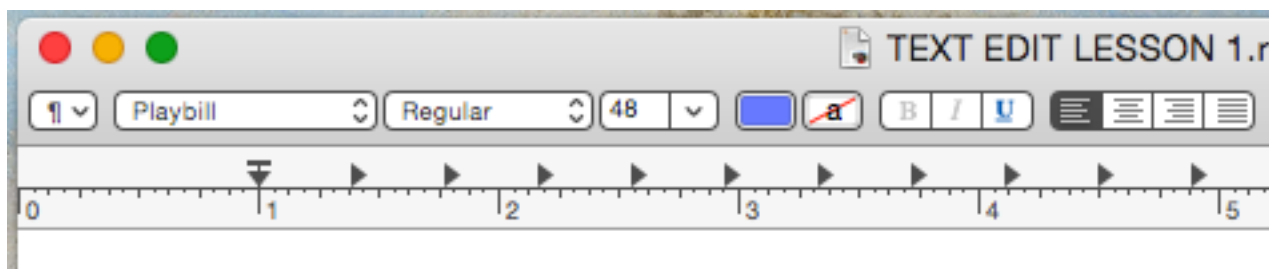 TEXT EDIT LESSON 1.r
¶ Playbill Regular 48 a B I U
0 1 2 3 4 5